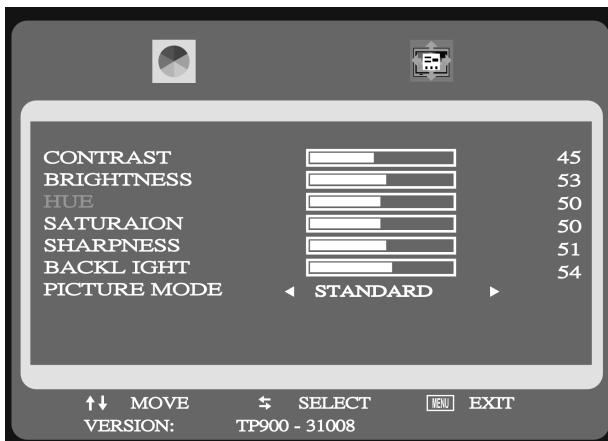 CONTRAST 45
BRIGHTNESS 53
HUE 50
SATURAION 50
SHARPNESS 51
BACKL IGHT 54
PICTURE MODE STANDARD
MOVE SELECT MENU EXIT
VERSION: TP900 - 31008